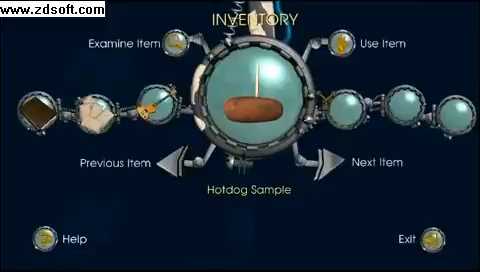 www.zdsoft.com
INVENTORY
Examine Item
Use Item
Previous Item
Next Item
Hotdog Sample
Help
Exit